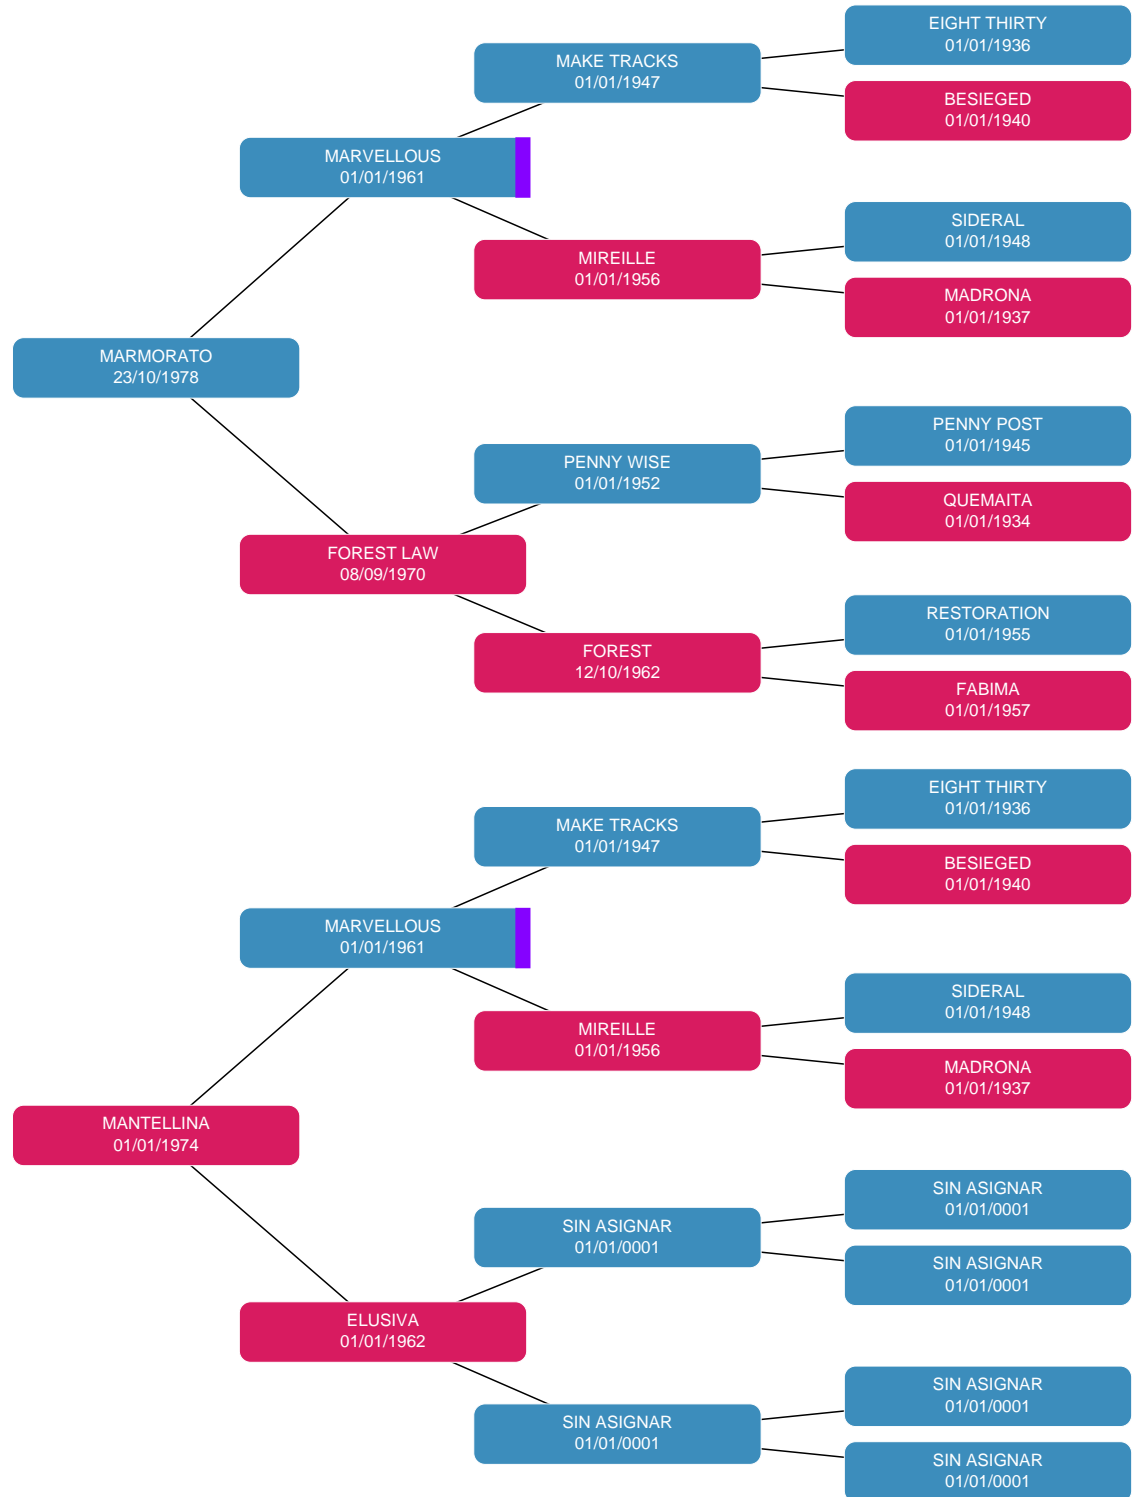 EIGHT THIRTY
01/01/1936
MAKE TRACKS
01/01/1947
BESIEGED
01/01/1940
MARVELLOUS
01/01/1961
SIDERAL
01/01/1948
MIREILLE
01/01/1956
MADRONA
01/01/1937
MARMORATO
23/10/1978
PENNY POST
01/01/1945
PENNY WISE
01/01/1952
QUEMAITA
01/01/1934
FOREST LAW
08/09/1970
RESTORATION
01/01/1955
FOREST
12/10/1962
FABIMA
01/01/1957
EIGHT THIRTY
01/01/1936
MAKE TRACKS
01/01/1947
BESIEGED
01/01/1940
MARVELLOUS
01/01/1961
SIDERAL
01/01/1948
MIREILLE
01/01/1956
MADRONA
01/01/1937
MANTELLINA
01/01/1974
SIN ASIGNAR
01/01/0001
SIN ASIGNAR
01/01/0001
SIN ASIGNAR
01/01/0001
ELUSIVA
01/01/1962
SIN ASIGNAR
01/01/0001
SIN ASIGNAR
01/01/0001
SIN ASIGNAR
01/01/0001